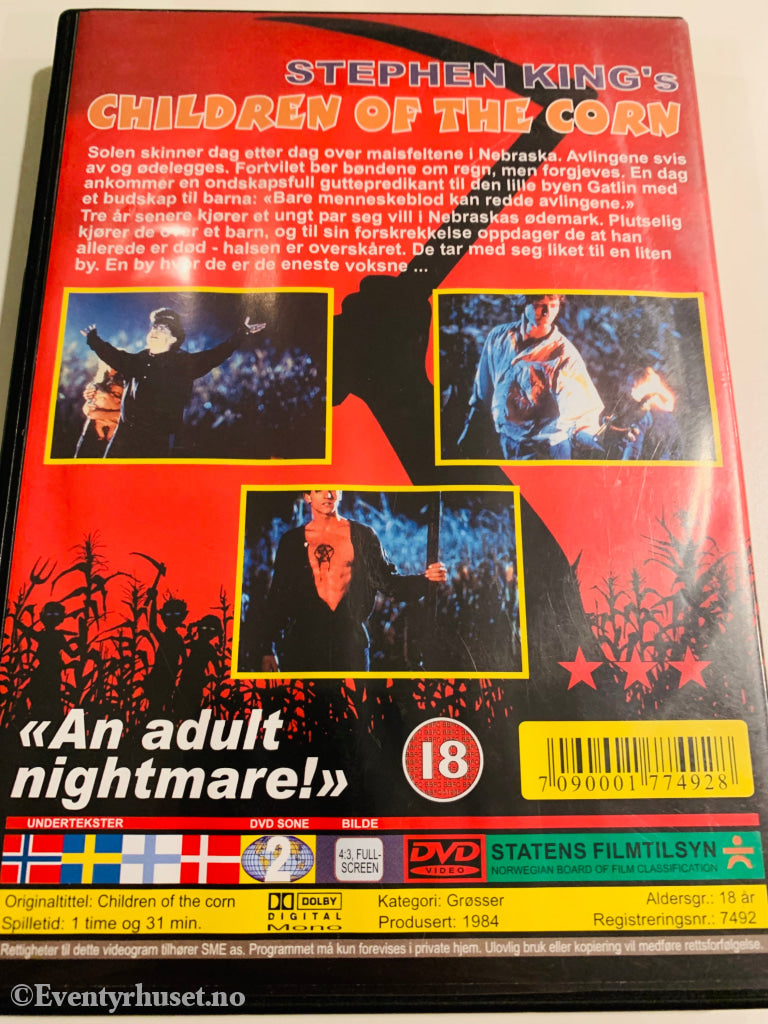 STEPHEN KING's
CHILDREN OF THE CORN
Solen skinner dag etter dag over maisfeltene i Nebraska. Avlingene svis
av og ødelegges. Fortvilet ber bøndene om regn, men forgjeves. En dag
ankommer en ondskapsfull guttepredikant til den lille byen Gatlin med
et budskap til barna: «Bare menneskeblod kan redde avlingene.»
Tre år senere kjører et ungt par seg vill i Nebraskas ødemark. Plutselig
kjører de over et barn, og til sin forskrekkelse oppdager de at han
allerede er død - halsen er overskåret. De tar med seg liket til en liten
by. En by hvor de er de eneste voksne ...
«An adult
nightmare!»
18
7 090001 774928
UNDERTEKSTER DVD SONE BILDE
2
4:3, FULL-
SCREEN
DVD
VIDEO
STATENS FILMTILSYN
NORWEGIAN BOARD OF FILM CLASSIFICATION
Originaltittel: Children of the corn
Spilletid: 1 time og 31 min.
DOLBY
DIGITAL
Mono
Kategori: Grøsser
Produsert: 1984
Aldersgr.: 18 år
Registreringsnr.: 7492
Rettigheter til dette videogram tilhører SME as. Programmet må kun forevises i private hjem. Ulovlig bruk eller kopiering vil medføre rettsforfølgelse.
©Eventyrhuset.no